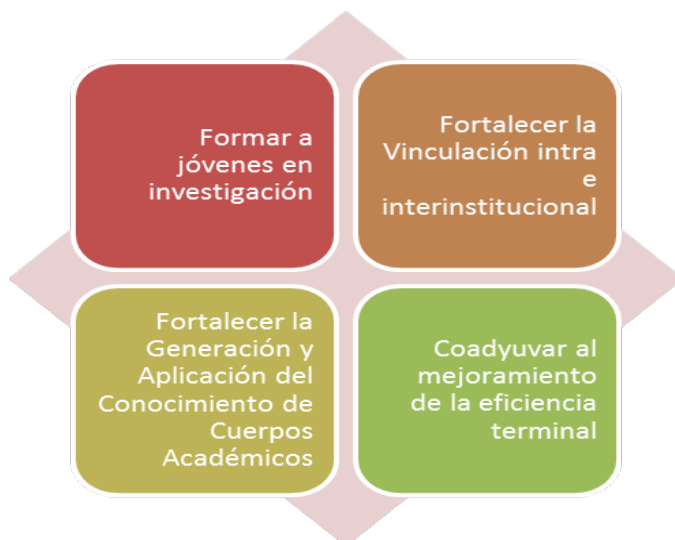 Formar a
jóvenes en
investigación
Fortalecer la
Vinculación intra
e
interinstitucional
Fortalecer la
Generación y
Aplicación del
Conocimiento de
Cuerpos
Académicos
Coadyuvar al
mejoramiento
de la eficiencia
terminal